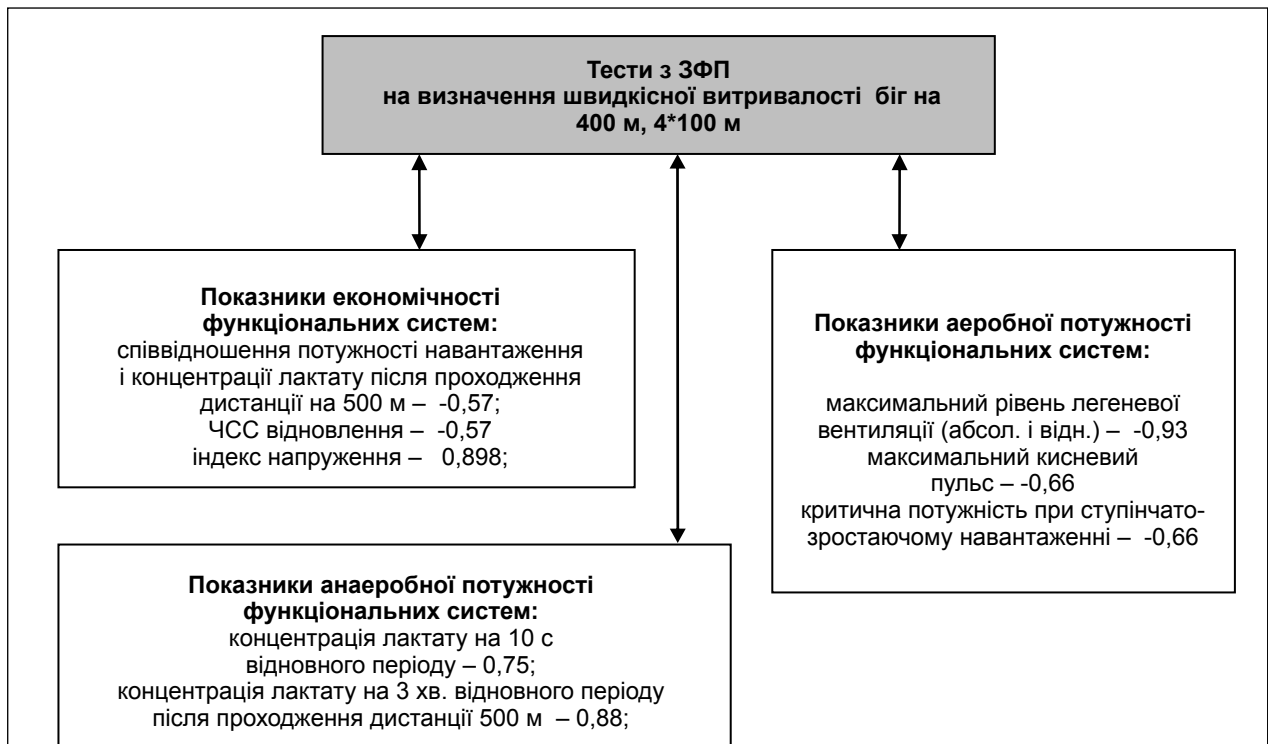 Тести з ЗФП
на визначення швидкісної витривалості біг на
400 м, 4*100 м
Показники економічності
функціональних систем:
співвідношення потужності навантаження
і концентрації лактату після проходження
дистанції на 500 м – -0,57;
ЧСС відновлення – -0,57
індекс напруження – 0,898;
Показники аеробної потужності
функціональних систем:
максимальний рівень легеневої
вентиляції (абсол. і відн.) – -0,93
максимальний кисневий
пульс – -0,66
критична потужність при ступінчато-
зростаючому навантаженні – -0,66
Показники анаеробної потужності
функціональних систем:
концентрація лактату на 10 с
відновного періоду – 0,75;
концентрація лактату на 3 хв. відновного періоду
після проходження дистанції 500 м – 0,88;